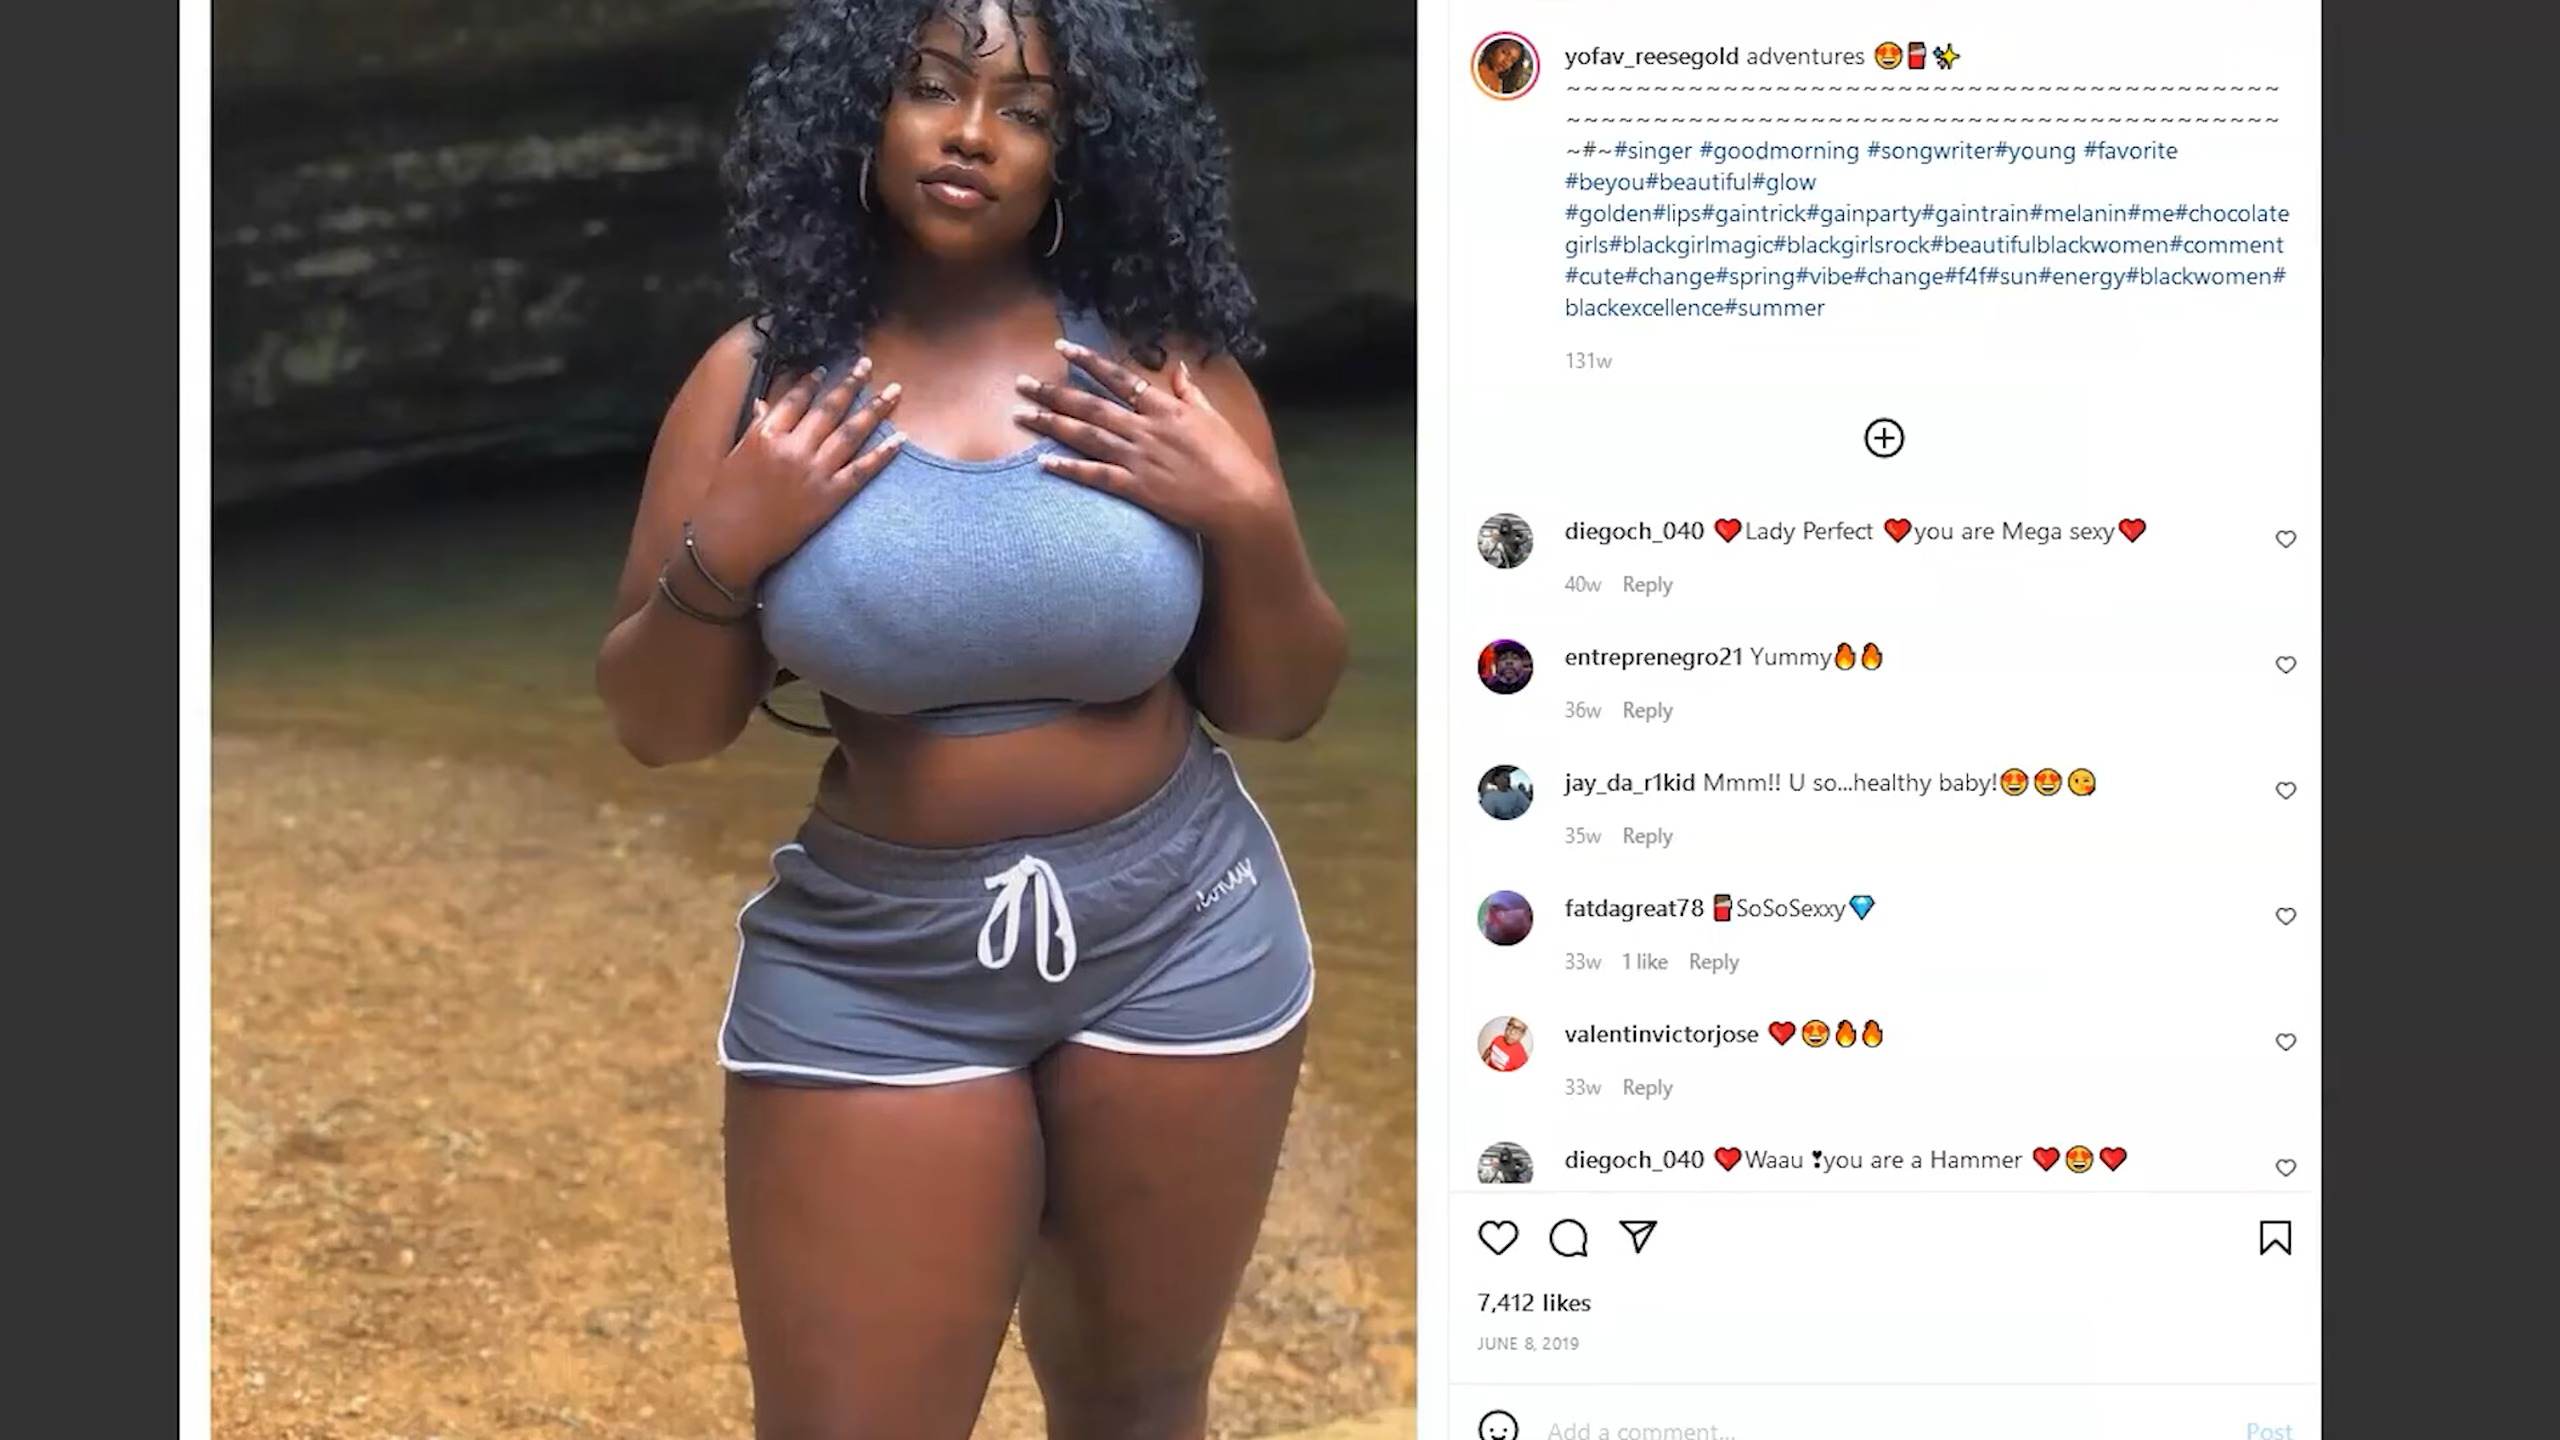 yofav_reesegold adventures 😍🍫✨
~~~~~~~~~~~~~~~~~~~~~~~~~~~~~~~~~~~~~~~~~
~~~~~~~~~~~~~~~~~~~~~~~~~~~~~~~~~~~~~~~~~
~#~#singer #goodmorning #songwriter#young #favorite
#beyou#beautiful#glow
#golden#lips#gaintrick#gainparty#gaintrain#melanin#me#chocolate
girls#blackgirlmagic#blackgirlsrock#beautifulblackwomen#comment
#cute#change#spring#vibe#change#f4f#sun#energy#blackwomen#
blackexcellence#summer
131w
diegoch_040 ❤️Lady Perfect ❤️you are Mega sexy❤️
40w Reply
entreprenegro21 Yummy🔥🔥
36w Reply
jay_da_r1kid Mmm!! U so...healthy baby!😍😍😘
35w Reply
fatdagreat78 🍫SoSoSexxy💎
33w 1 like Reply
valentinvictorjose ❤️😍🔥🔥
33w Reply
diegoch_040 ❤️Waau ❣you are a Hammer ❤️😍❤️
7,412 likes
JUNE 8, 2019
Add a comment...
Post